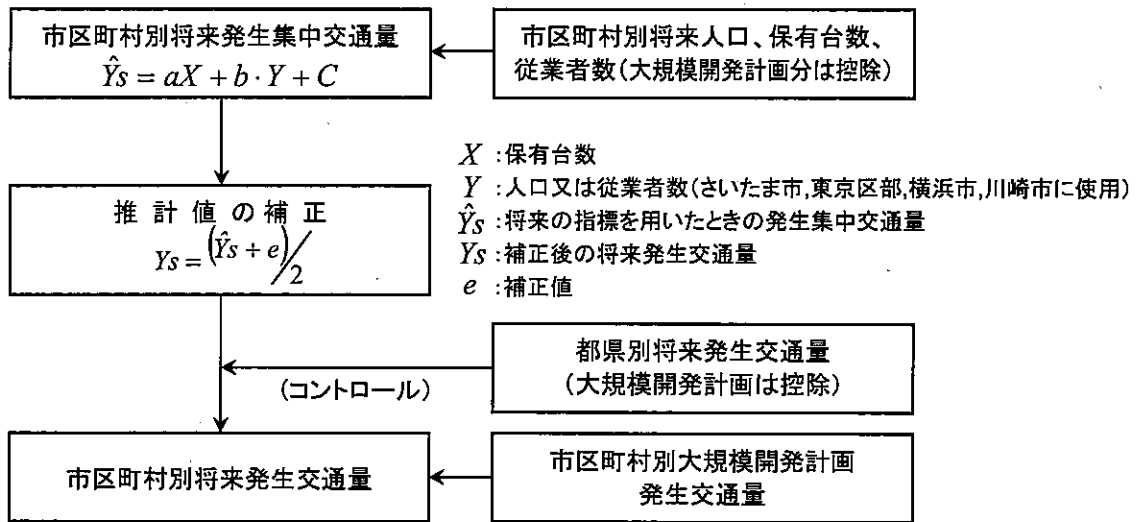 市区町村別将来発生集中交通量
Ŷs = aX + b・Y + C
市区町村別将来人口、保有台数、
従業者数(大規模開発計画分は控除)
推計値の補正
Ys = (Ŷs + e)/2
X :保有台数
Y :人口又は従業者数(さいたま市,東京区部,横浜市,川崎市に使用)
Ŷs :将来の指標を用いたときの発生集中交通量
Ys :補正後の将来発生交通量
e :補正値
都県別将来発生交通量
(大規模開発計画は控除)
(コントロール)
市区町村別将来発生交通量
市区町村別大規模開発計画
発生交通量